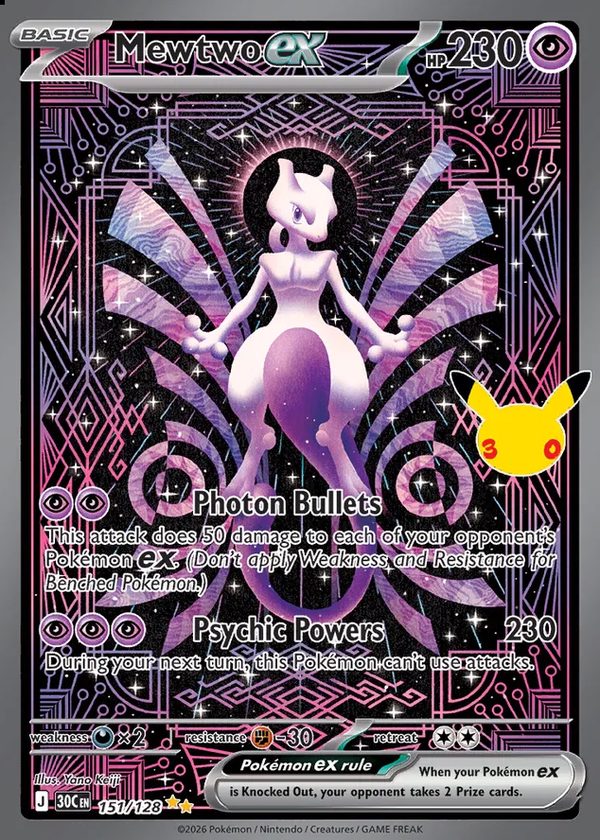 BASIC
Mewtwo ex HP 230
30
Photon Bullets
This attack does 50 damage to each of your opponent's
Pokémon ex. (Don't apply Weakness and Resistance for
Benched Pokémon.)
Psychic Powers 230
During your next turn, this Pokémon can't use attacks.
weakness ×2 resistance -30 retreat
Illus. Yano Keiji
Pokémon ex rule
When your Pokémon ex
is Knocked Out, your opponent takes 2 Prize cards.
J 30C EN 151/128
©2026 Pokémon / Nintendo / Creatures / GAME FREAK